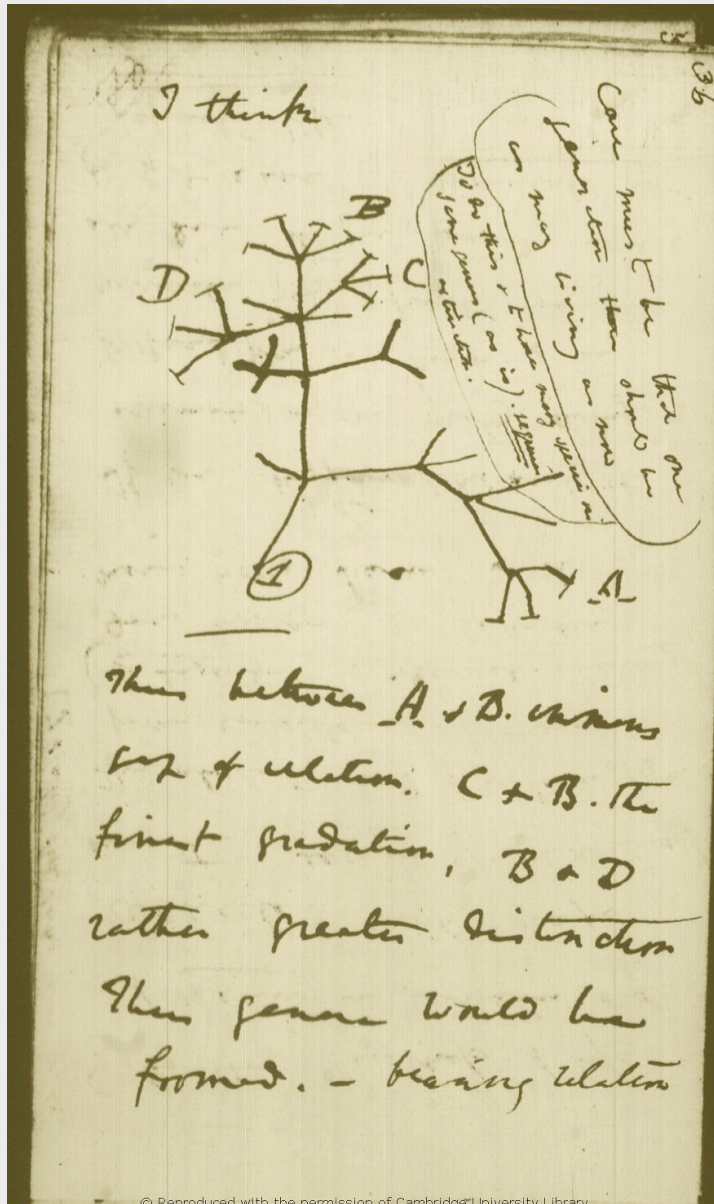 36
I think
Case must be that one
generation then should be
as many living as now
To do this & to have many species in
same genus (as is). requires
extinction.
B
D
C
1
A
Thus between A & B. immens
gap of relation. C & B. The
finest gradation, B & D
rather greater distinction
Thus genera would be
formed. — bearing relation
© Reproduced with the permission of Cambridge University Library